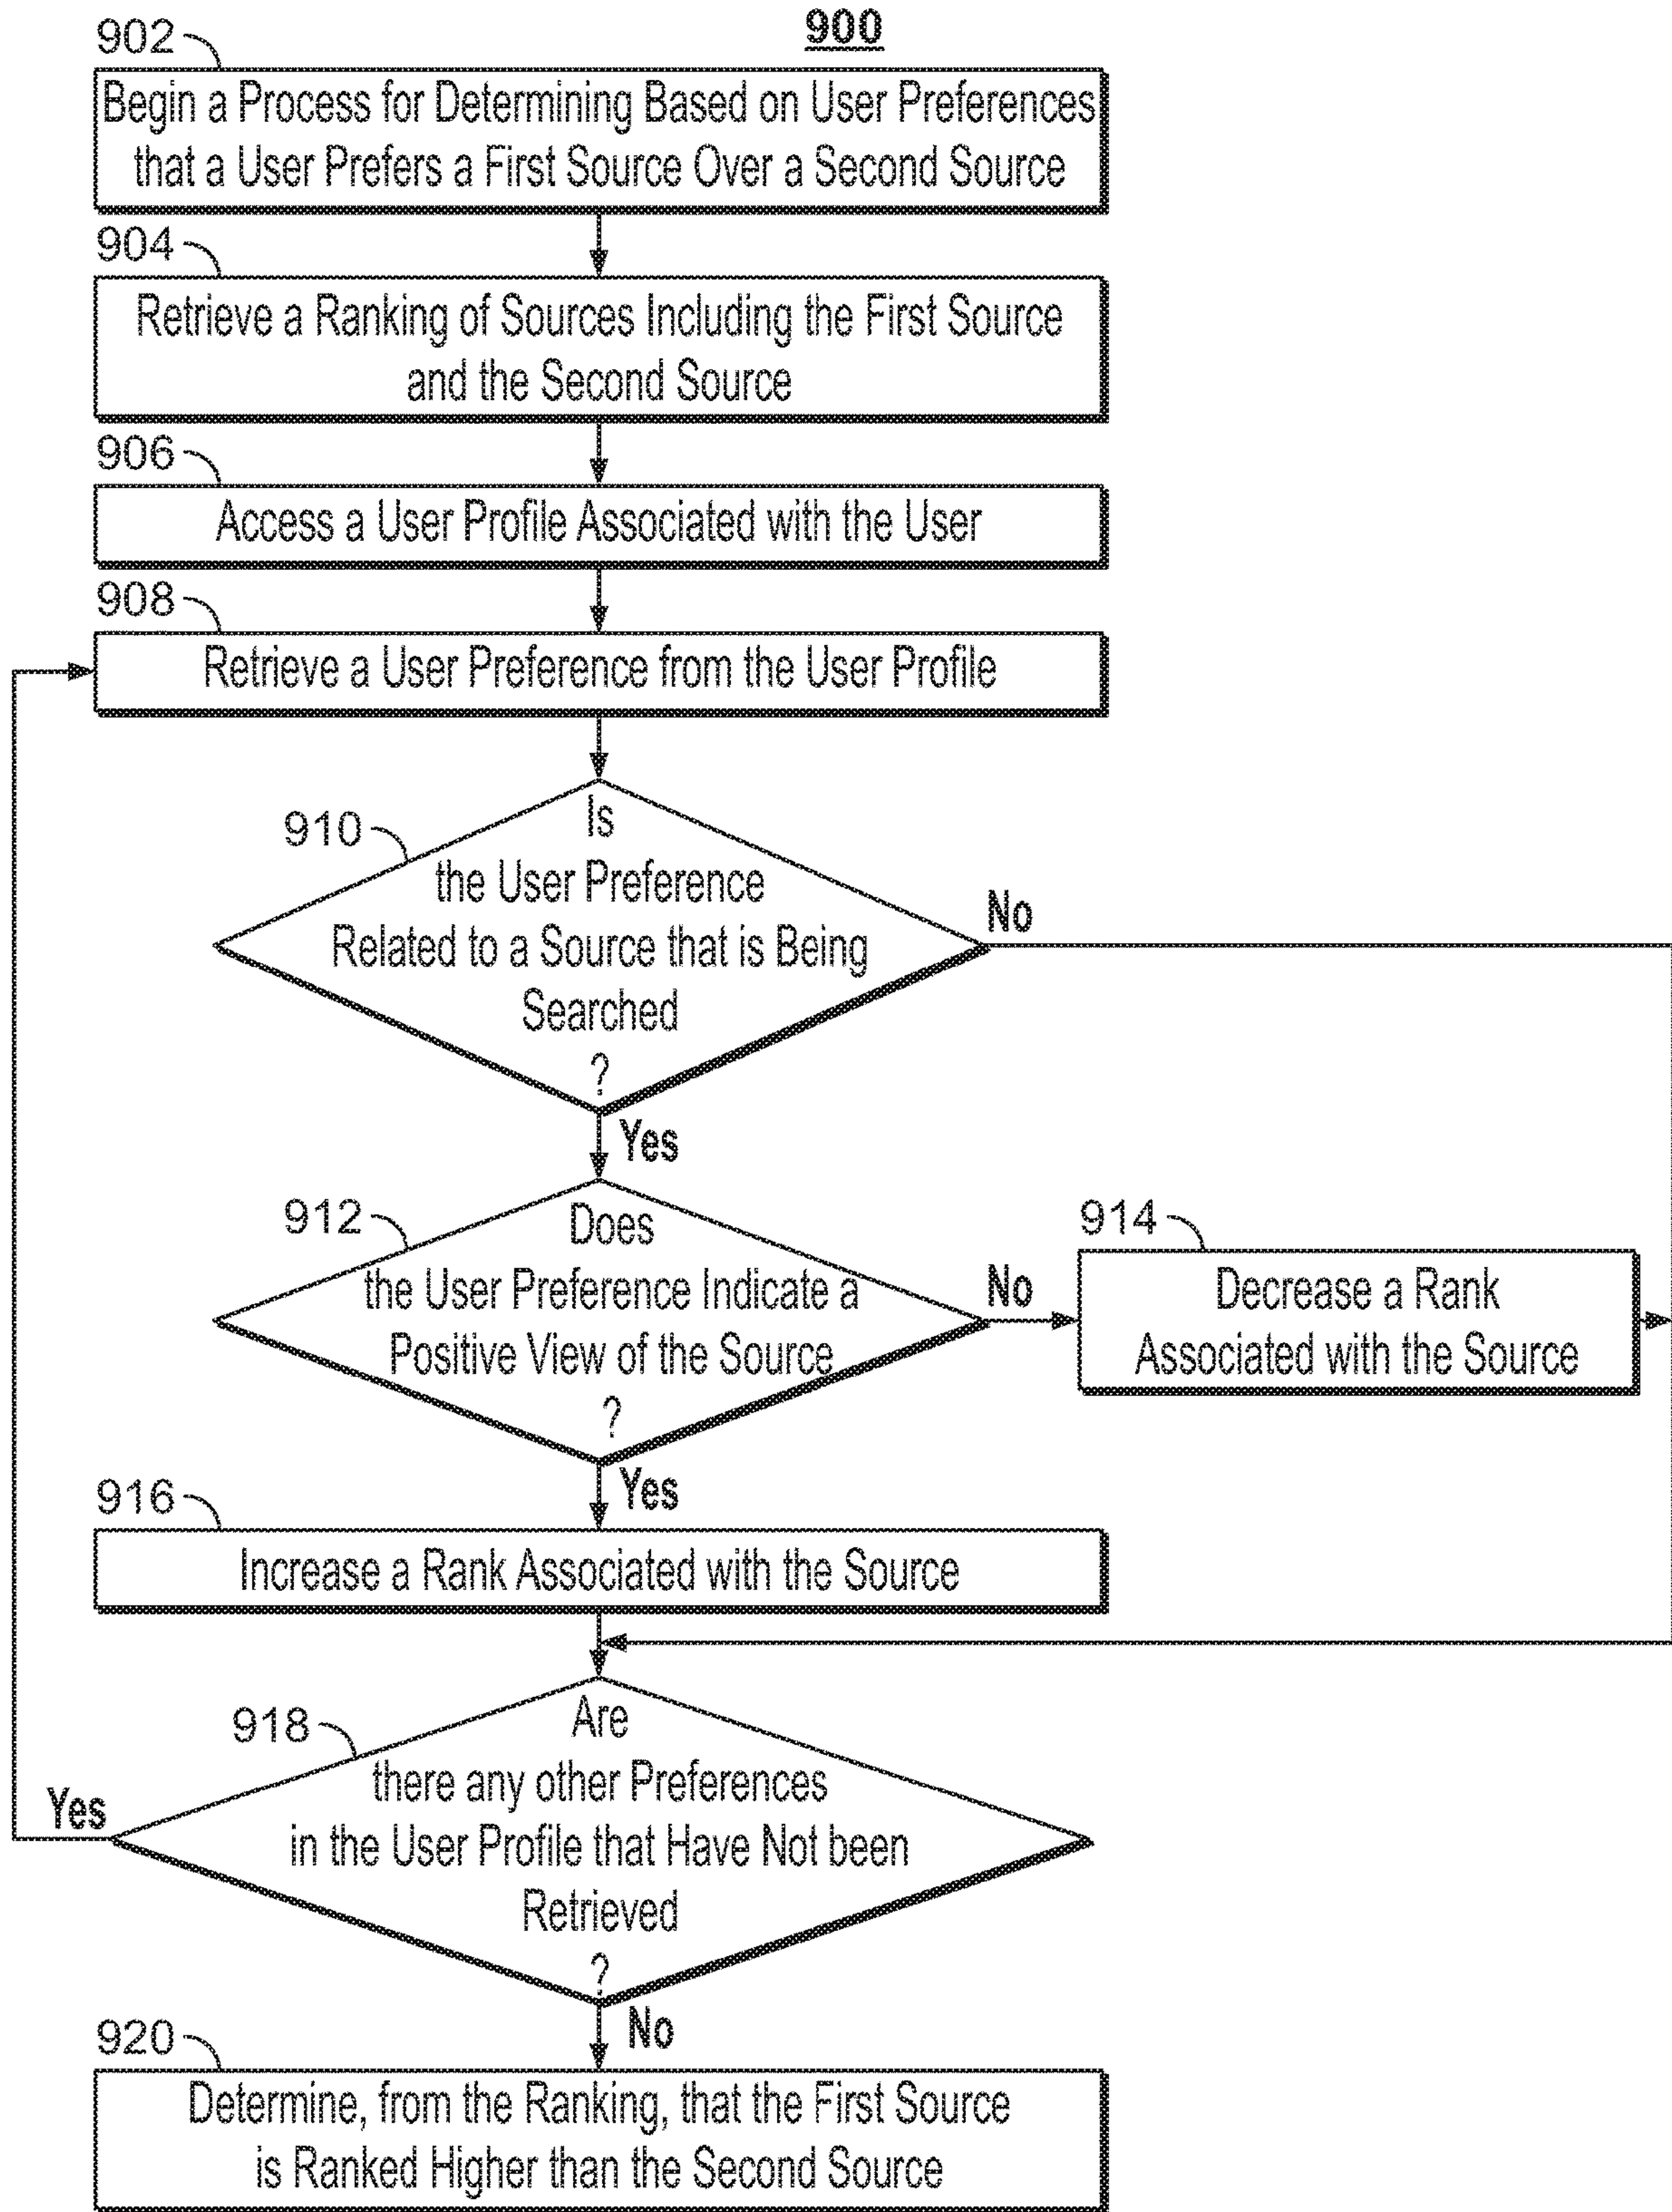 900
902
Begin a Process for Determining Based on User Preferences
that a User Prefers a First Source Over a Second Source
904
Retrieve a Ranking of Sources Including the First Source
and the Second Source
906
Access a User Profile Associated with the User
908
Retrieve a User Preference from the User Profile
910
Is
the User Preference
Related to a Source that is Being
Searched
?
No
Yes
912
Does
the User Preference Indicate a
Positive View of the Source
?
No
914
Decrease a Rank
Associated with the Source
Yes
916
Increase a Rank Associated with the Source
918
Are
there any other Preferences
in the User Profile that Have Not been
Retrieved
?
Yes
No
920
Determine, from the Ranking, that the First Source
is Ranked Higher than the Second Source